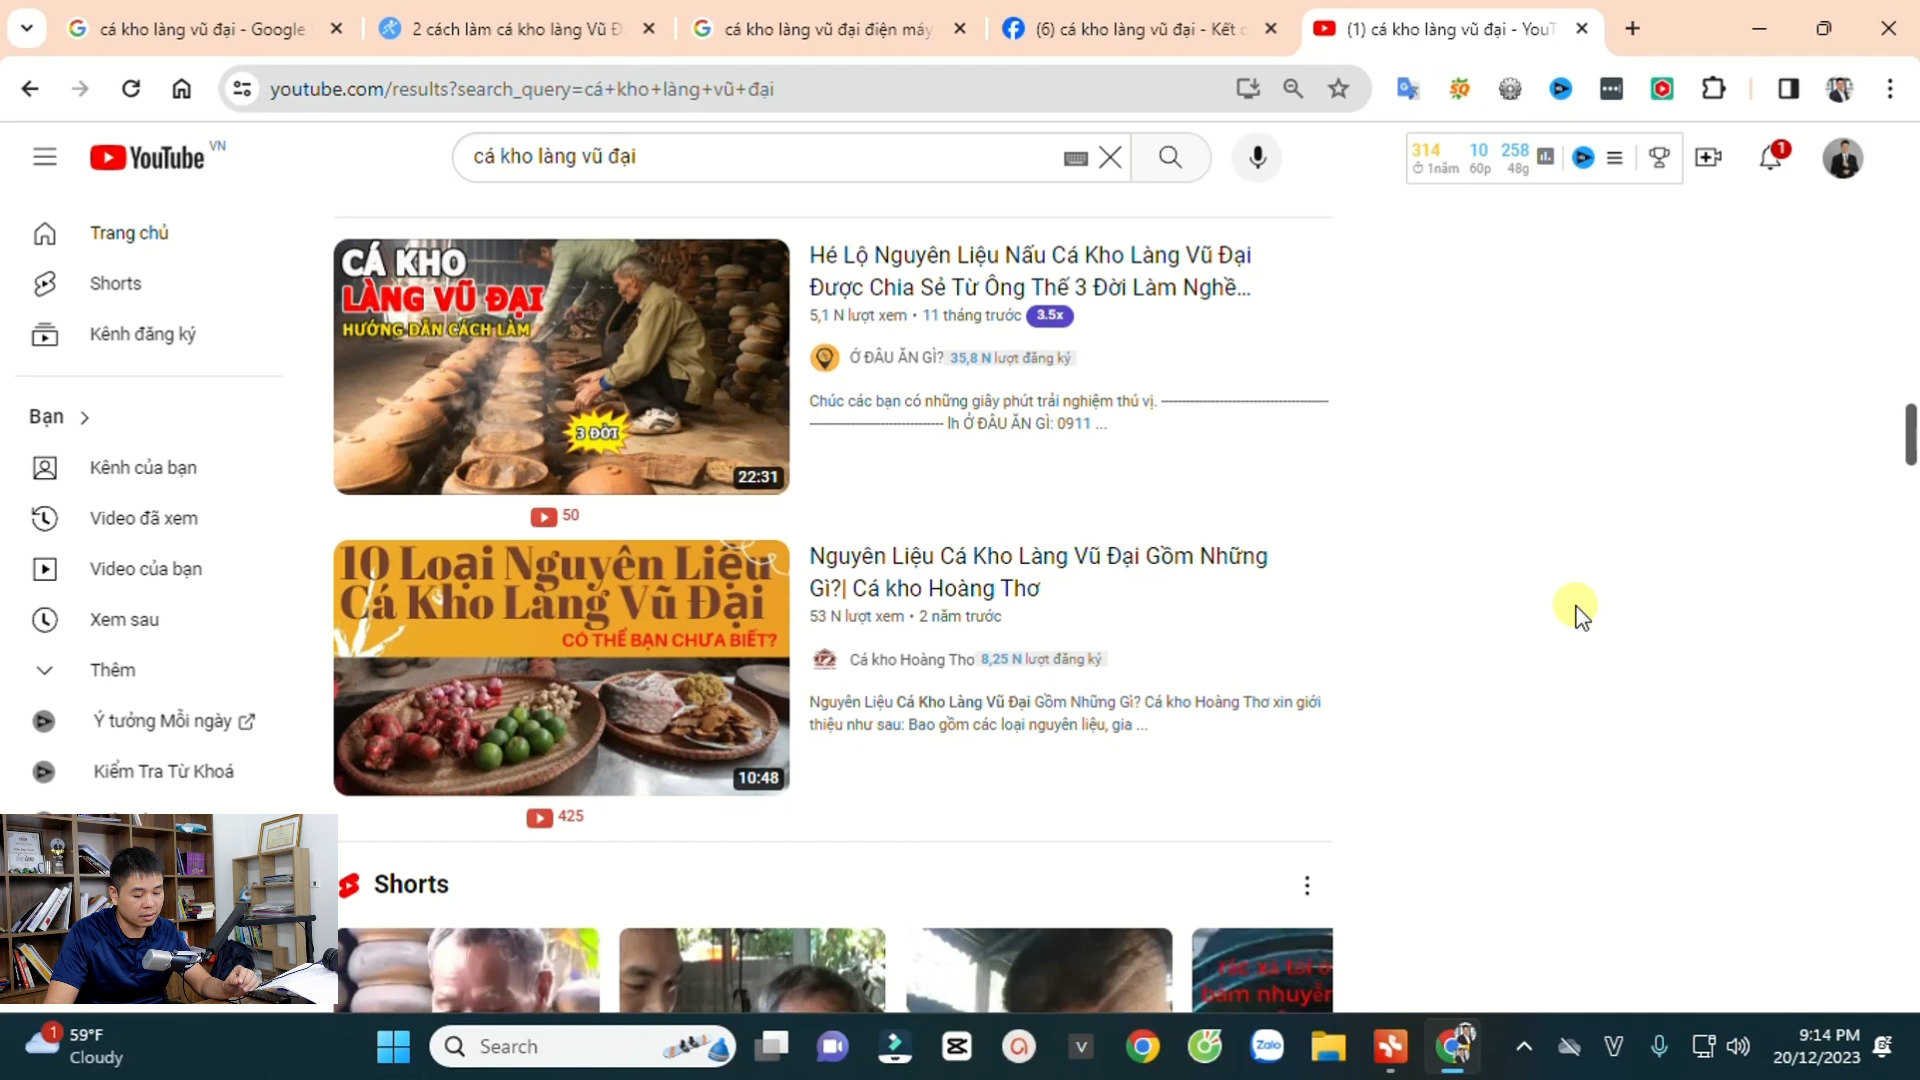 cá kho làng vũ đại - Google
2 cách làm cá kho làng Vũ Đ
cá kho làng vũ đại điện máy
(6) cá kho làng vũ đại - Kết
(1) cá kho làng vũ đại - YouT
youtube.com/results?search_query=cá+kho+làng+vũ+đại
YouTube VN
cá kho làng vũ đại
314 10 258
1năm 60p 48g
1
Trang chủ
Shorts
Kênh đăng ký
Bạn
Kênh của bạn
Video đã xem
Video của bạn
Xem sau
Thêm
Ý tưởng Mỗi ngày
Kiểm Tra Từ Khoá
CÁ KHO
LÀNG VŨ ĐẠI
HƯỚNG DẪN CÁCH LÀM
3 ĐỜI
22:31
50
Hé Lộ Nguyên Liệu Nấu Cá Kho Làng Vũ Đại
Được Chia Sẻ Từ Ông Thế 3 Đời Làm Nghề...
5,1 N lượt xem • 11 tháng trước 3.5x
Ở ĐÂU ĂN GÌ? 35,8 N lượt đăng ký
Chúc các bạn có những giây phút trải nghiệm thú vị. ----------------------------------------
-------------------------------- lh Ở ĐÂU ĂN GÌ: 0911 ...
10 Loại Nguyên Liệu
Cá Kho Làng Vũ Đại
CÓ THỂ BẠN CHƯA BIẾT?
10:48
425
Nguyên Liệu Cá Kho Làng Vũ Đại Gồm Những
Gì?| Cá kho Hoàng Thơ
53 N lượt xem • 2 năm trước
Cá kho Hoàng Thơ 8,25 N lượt đăng ký
Nguyên Liệu Cá Kho Làng Vũ Đại Gồm Những Gì? Cá kho Hoàng Thơ xin giới
thiệu như sau: Bao gồm các loại nguyên liệu, gia ...
Shorts
1
59°F
Cloudy
Search
Zalo
9:14 PM
20/12/2023